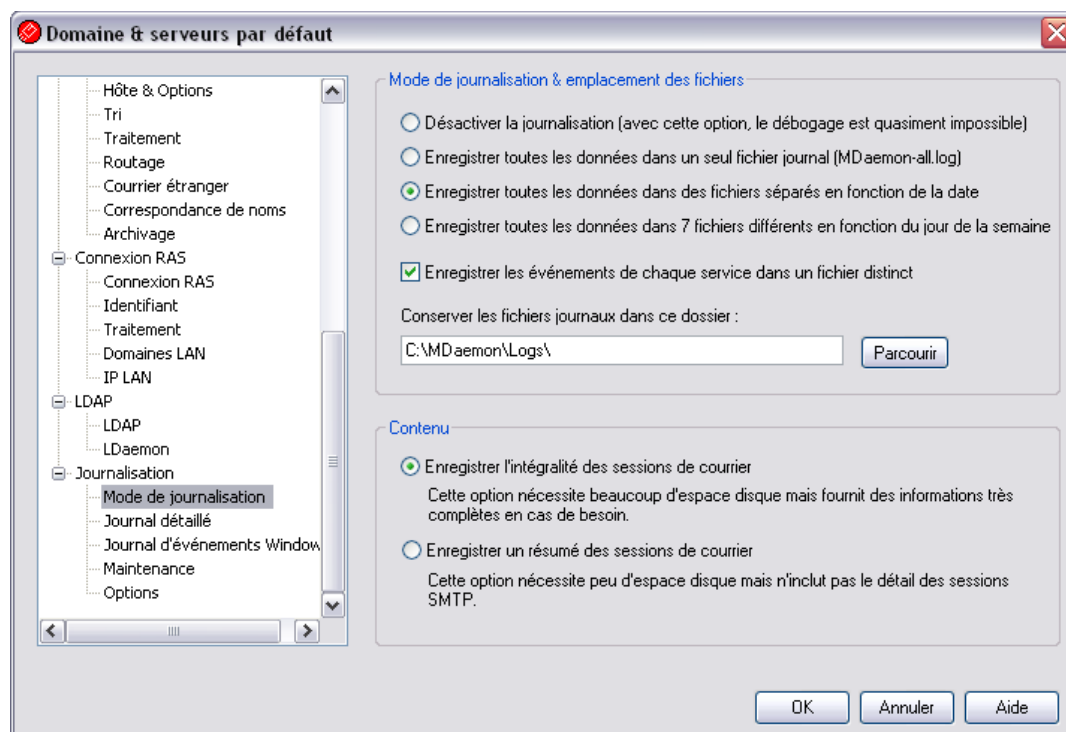 Domaine & serveurs par défaut
Hôte & Options
Tri
Traitement
Routage
Courrier étranger
Correspondance de noms
Archivage
Connexion RAS
Connexion RAS
Identifiant
Traitement
Domaines LAN
IP LAN
LDAP
LDAP
LDaemon
Journalisation
Mode de journalisation
Journal détaillé
Journal d'événements Window
Maintenance
Options
Mode de journalisation & emplacement des fichiers
Désactiver la journalisation (avec cette option, le débogage est quasiment impossible)
Enregistrer toutes les données dans un seul fichier journal (MDaemon-all.log)
Enregistrer toutes les données dans des fichiers séparés en fonction de la date
Enregistrer toutes les données dans 7 fichiers différents en fonction du jour de la semaine
Enregistrer les événements de chaque service dans un fichier distinct
Conserver les fichiers journaux dans ce dossier :
C:\MDaemon\Logs\
Parcourir
Contenu
Enregistrer l'intégralité des sessions de courrier
Cette option nécessite beaucoup d'espace disque mais fournit des informations très
complètes en cas de besoin.
Enregistrer un résumé des sessions de courrier
Cette option nécessite peu d'espace disque mais n'inclut pas le détail des sessions
SMTP.
OK
Annuler
Aide